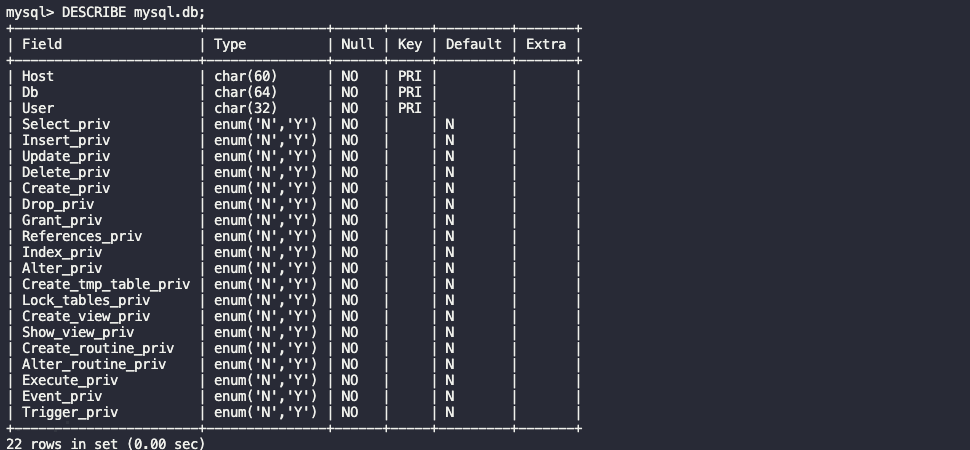 mysql> DESCRIBE mysql.db;
+-----------------------+---------------+------+-----+---------+-------+
| Field                 | Type          | Null | Key | Default | Extra |
+-----------------------+---------------+------+-----+---------+-------+
| Host                  | char(60)      | NO   | PRI |         |       |
| Db                    | char(64)      | NO   | PRI |         |       |
| User                  | char(32)      | NO   | PRI |         |       |
| Select_priv           | enum('N','Y') | NO   |     | N       |       |
| Insert_priv           | enum('N','Y') | NO   |     | N       |       |
| Update_priv           | enum('N','Y') | NO   |     | N       |       |
| Delete_priv           | enum('N','Y') | NO   |     | N       |       |
| Create_priv           | enum('N','Y') | NO   |     | N       |       |
| Drop_priv             | enum('N','Y') | NO   |     | N       |       |
| Grant_priv            | enum('N','Y') | NO   |     | N       |       |
| References_priv       | enum('N','Y') | NO   |     | N       |       |
| Index_priv            | enum('N','Y') | NO   |     | N       |       |
| Alter_priv            | enum('N','Y') | NO   |     | N       |       |
| Create_tmp_table_priv | enum('N','Y') | NO   |     | N       |       |
| Lock_tables_priv      | enum('N','Y') | NO   |     | N       |       |
| Create_view_priv      | enum('N','Y') | NO   |     | N       |       |
| Show_view_priv        | enum('N','Y') | NO   |     | N       |       |
| Create_routine_priv   | enum('N','Y') | NO   |     | N       |       |
| Alter_routine_priv    | enum('N','Y') | NO   |     | N       |       |
| Execute_priv          | enum('N','Y') | NO   |     | N       |       |
| Event_priv            | enum('N','Y') | NO   |     | N       |       |
| Trigger_priv          | enum('N','Y') | NO   |     | N       |       |
+-----------------------+---------------+------+-----+---------+-------+
22 rows in set (0.00 sec)